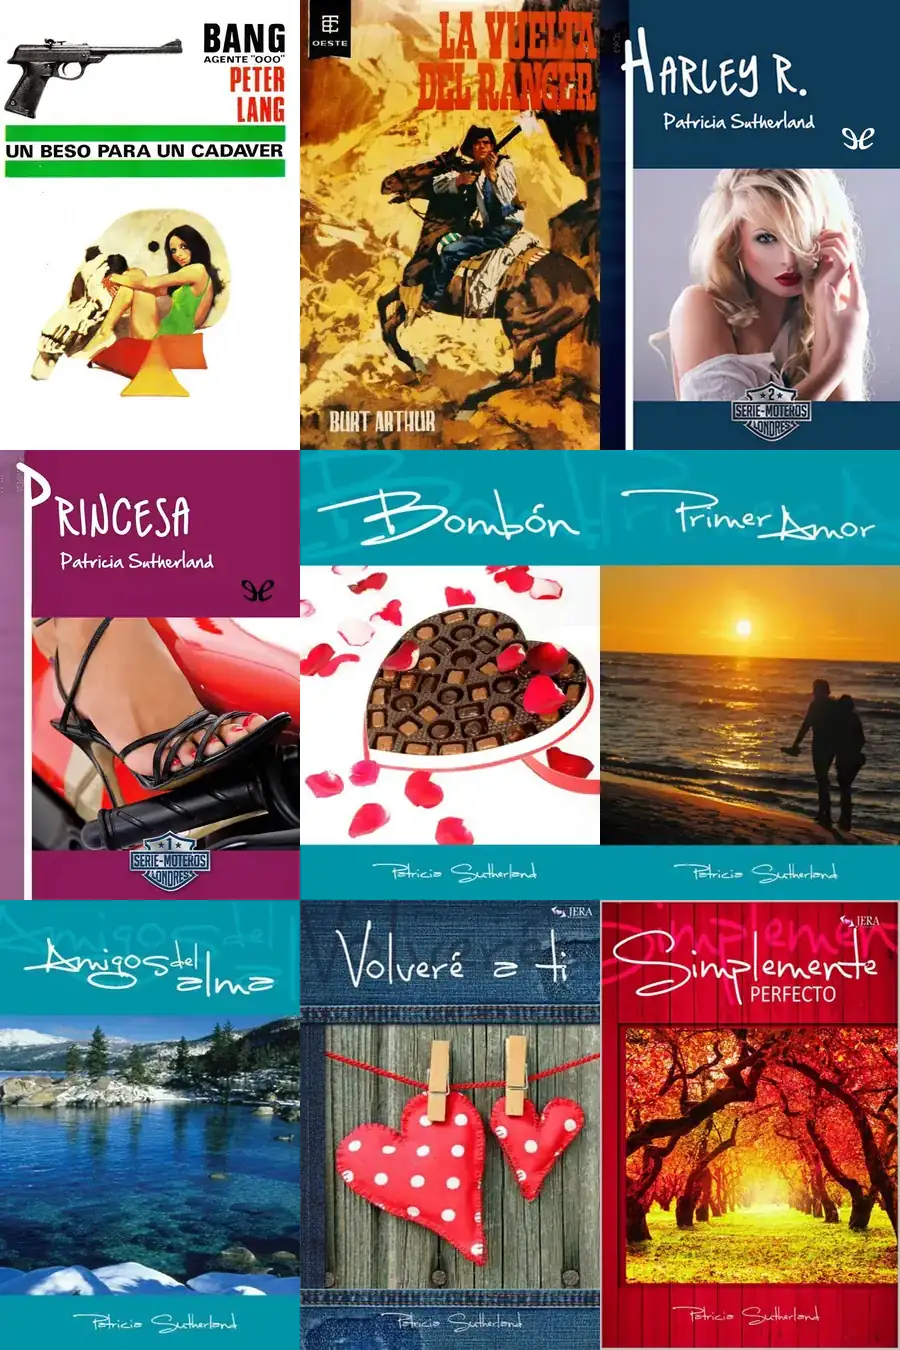 BANG
AGENTE "OOO"
PETER
LANG
UN BESO PARA UN CADAVER
OESTE
LA VUELTA
DEL RANGER
BURT ARTHUR
HARLEY R.
Patricia Sutherland
2
SERIE-MOTEROS
LONDRES
PRINCESA
Patricia Sutherland
1
SERIE-MOTEROS
LONDRES
Bombón
Patricia Sutherland
Primer Amor
Patricia Sutherland
Amigos del
alma
Patricia Sutherland
JERA
Volveré a ti
Patricia Sutherland
JERA
Simplemente
PERFECTO
Patricia Sutherland